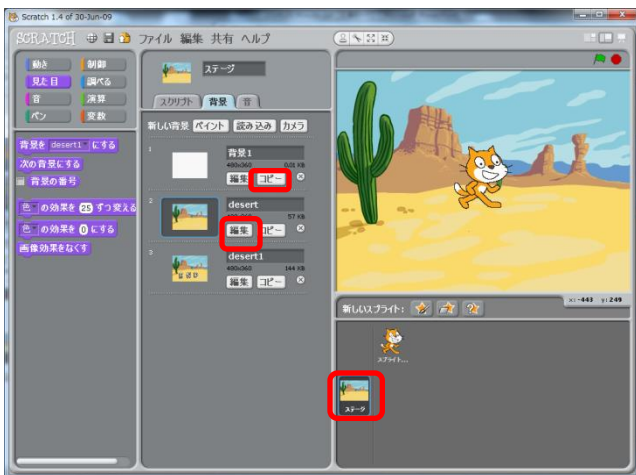 Scratch 1.4 of 30-Jun-09
SCRATCH ファイル 編集 共有 ヘルプ
動き 制御
見た目 調べる
音 演算
ペン 変数
背景を desert1 にする
次の背景にする
背景の番号
色 の効果を 25 ずつ変える
色 の効果を 0 にする
画像効果をなくす
ステージ
スクリプト 背景 音
新しい背景 ペイント 読み込み カメラ
1 背景1
480x360 0.01 KB
編集 コピー
2 desert
57 KB
編集 コピー
3 desert1
480x360 144 KB
編集 コピー
x: -443 y: 249
新しいスプライト:
スプライト...
ステージ